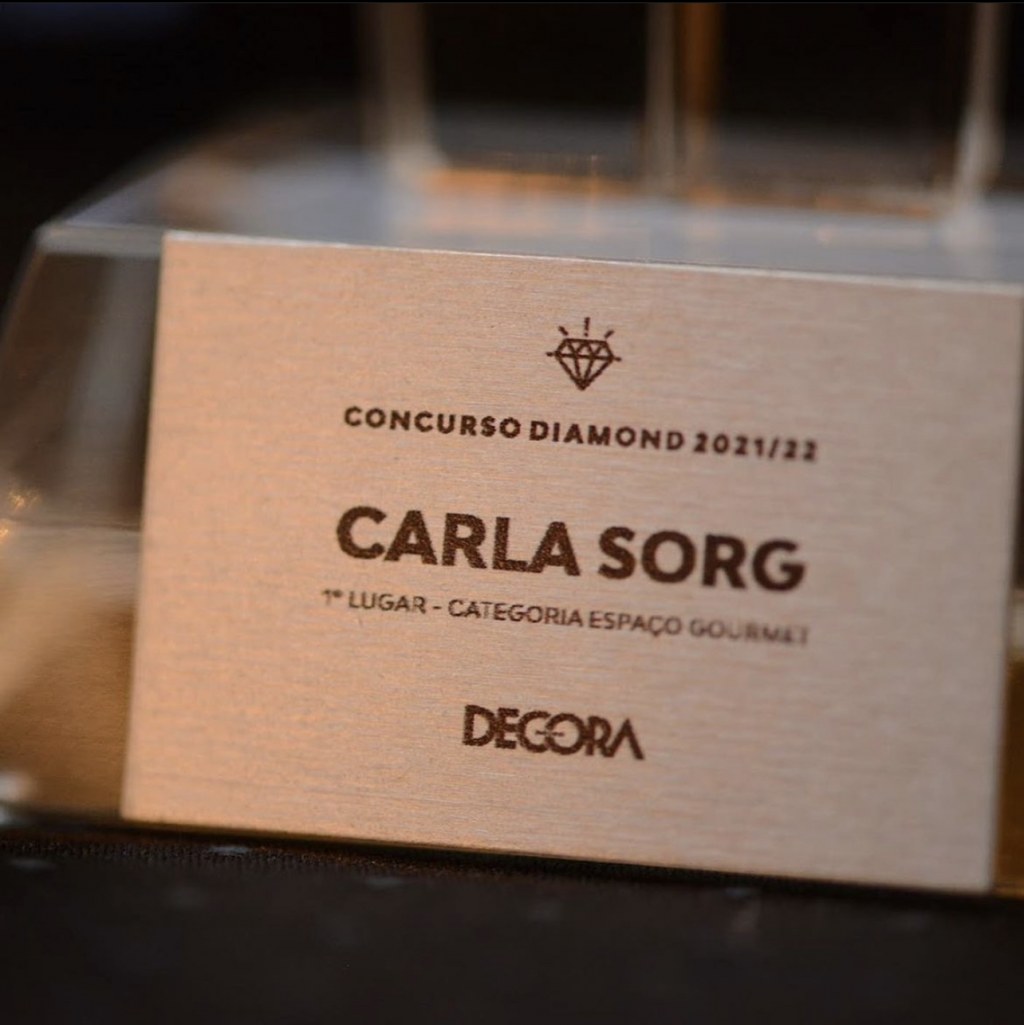 CONCURSO DIAMOND 2021/22
CARLA SORG
1º LUGAR - CATEGORIA ESPAÇO GOURMET
DECORA